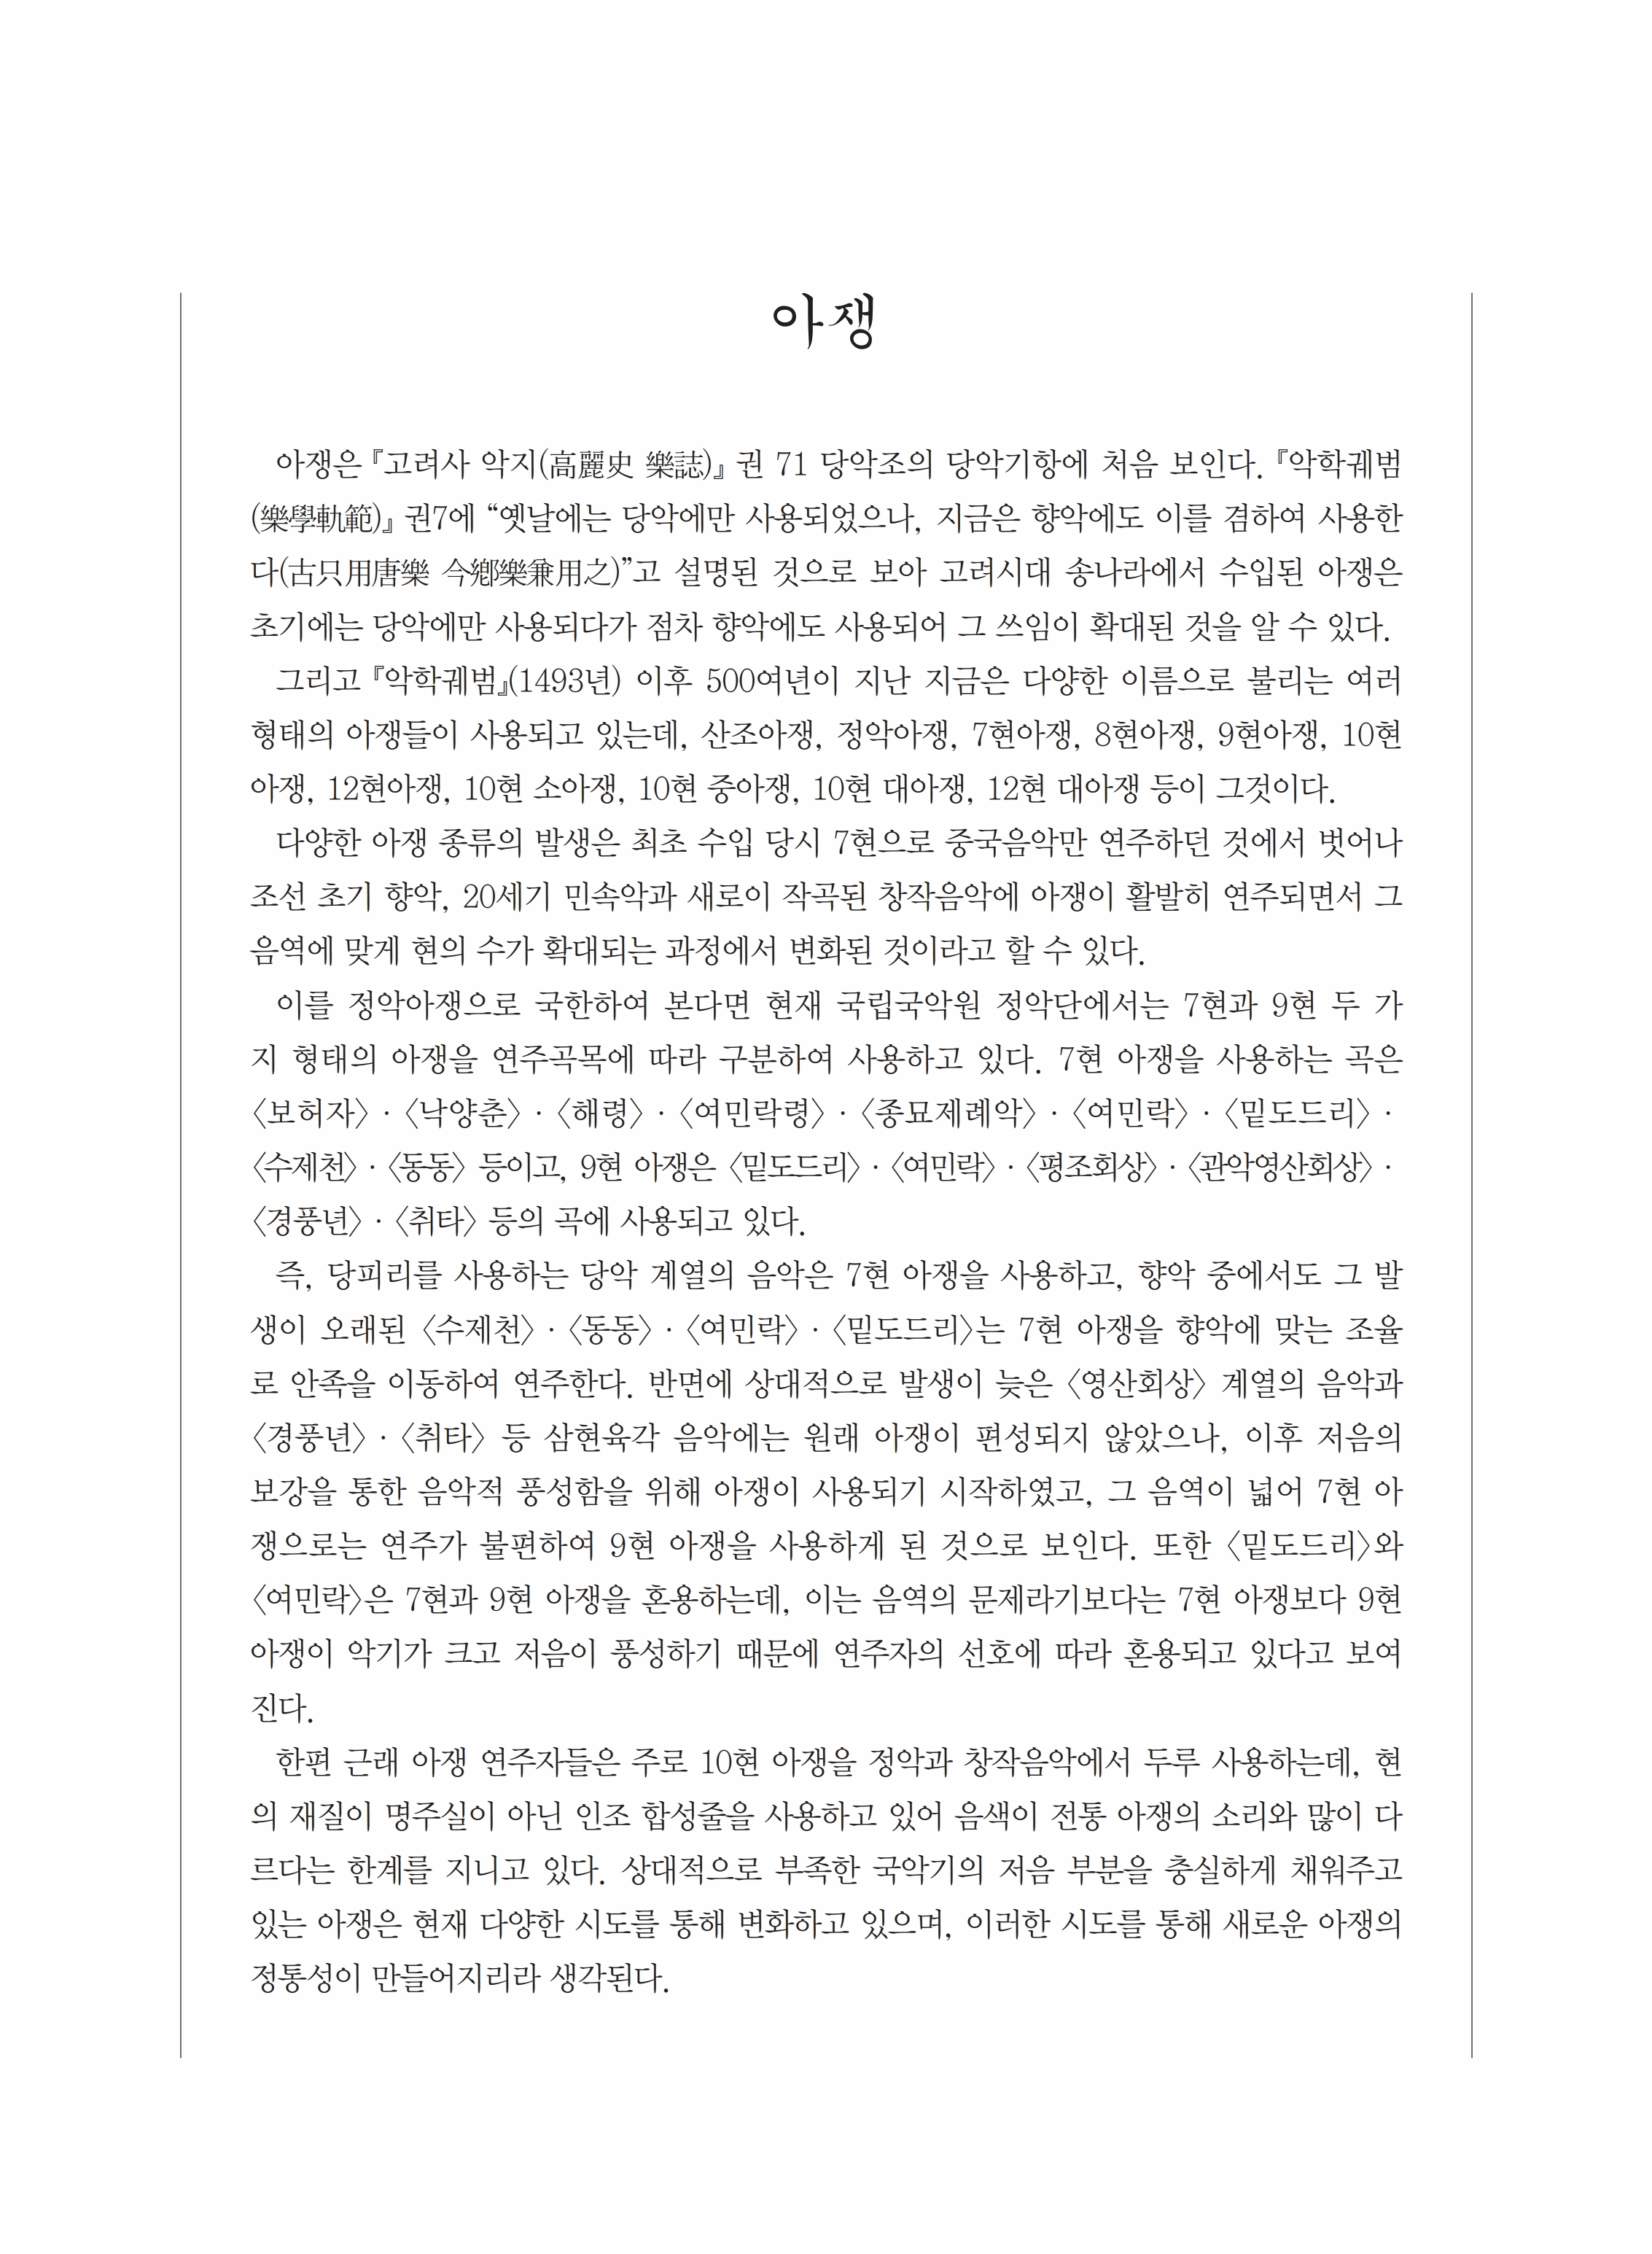 아쟁
아쟁은『고려사 악지(高麗史 樂誌)』권 71 당악조의 당악기항에 처음 보인다.『악학궤범
(樂學軌範)』권7에 “옛날에는 당악에만 사용되었으나, 지금은 향악에도 이를 겸하여 사용한
다(古只用唐樂 今鄕樂兼用之)”고 설명된 것으로 보아 고려시대 송나라에서 수입된 아쟁은
초기에는 당악에만 사용되다가 점차 향악에도 사용되어 그 쓰임이 확대된 것을 알 수 있다.
그리고『악학궤범』(1493년) 이후 500여년이 지난 지금은 다양한 이름으로 불리는 여러
형태의 아쟁들이 사용되고 있는데, 산조아쟁, 정악아쟁, 7현아쟁, 8현아쟁, 9현아쟁, 10현
아쟁, 12현아쟁, 10현 소아쟁, 10현 중아쟁, 10현 대아쟁, 12현 대아쟁 등이 그것이다.
다양한 아쟁 종류의 발생은 최초 수입 당시 7현으로 중국음악만 연주하던 것에서 벗어나
조선 초기 향악, 20세기 민속악과 새로이 작곡된 창작음악에 아쟁이 활발히 연주되면서 그
음역에 맞게 현의 수가 확대되는 과정에서 변화된 것이라고 할 수 있다.
이를 정악아쟁으로 국한하여 본다면 현재 국립국악원 정악단에서는 7현과 9현 두 가
지 형태의 아쟁을 연주곡목에 따라 구분하여 사용하고 있다. 7현 아쟁을 사용하는 곡은
〈보허자〉·〈낙양춘〉·〈해령〉·〈여민락령〉·〈종묘제례악〉·〈여민락〉·〈밑도드리〉·
〈수제천〉·〈동동〉 등이고, 9현 아쟁은 〈밑도드리〉·〈여민락〉·〈평조회상〉·〈관악영산회상〉·
〈경풍년〉·〈취타〉 등의 곡에 사용되고 있다.
즉, 당피리를 사용하는 당악 계열의 음악은 7현 아쟁을 사용하고, 향악 중에서도 그 발
생이 오래된 〈수제천〉·〈동동〉·〈여민락〉·〈밑도드리〉는 7현 아쟁을 향악에 맞는 조율
로 안족을 이동하여 연주한다. 반면에 상대적으로 발생이 늦은 〈영산회상〉 계열의 음악과
〈경풍년〉·〈취타〉 등 삼현육각 음악에는 원래 아쟁이 편성되지 않았으나, 이후 저음의
보강을 통한 음악적 풍성함을 위해 아쟁이 사용되기 시작하였고, 그 음역이 넓어 7현 아
쟁으로는 연주가 불편하여 9현 아쟁을 사용하게 된 것으로 보인다. 또한 〈밑도드리〉와
〈여민락〉은 7현과 9현 아쟁을 혼용하는데, 이는 음역의 문제라기보다는 7현 아쟁보다 9현
아쟁이 악기가 크고 저음이 풍성하기 때문에 연주자의 선호에 따라 혼용되고 있다고 보여
진다.
한편 근래 아쟁 연주자들은 주로 10현 아쟁을 정악과 창작음악에서 두루 사용하는데, 현
의 재질이 명주실이 아닌 인조 합성줄을 사용하고 있어 음색이 전통 아쟁의 소리와 많이 다
르다는 한계를 지니고 있다. 상대적으로 부족한 국악기의 저음 부분을 충실하게 채워주고
있는 아쟁은 현재 다양한 시도를 통해 변화하고 있으며, 이러한 시도를 통해 새로운 아쟁의
정통성이 만들어지리라 생각된다.